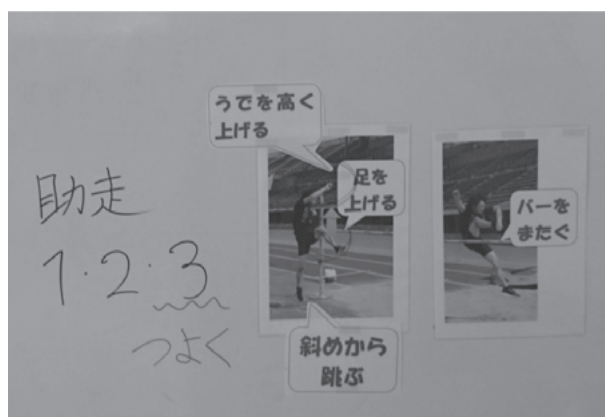 助走
1・2・3
つよく
うでを高く
上げる
足を
上げる
斜めから
跳ぶ
バーを
またぐ